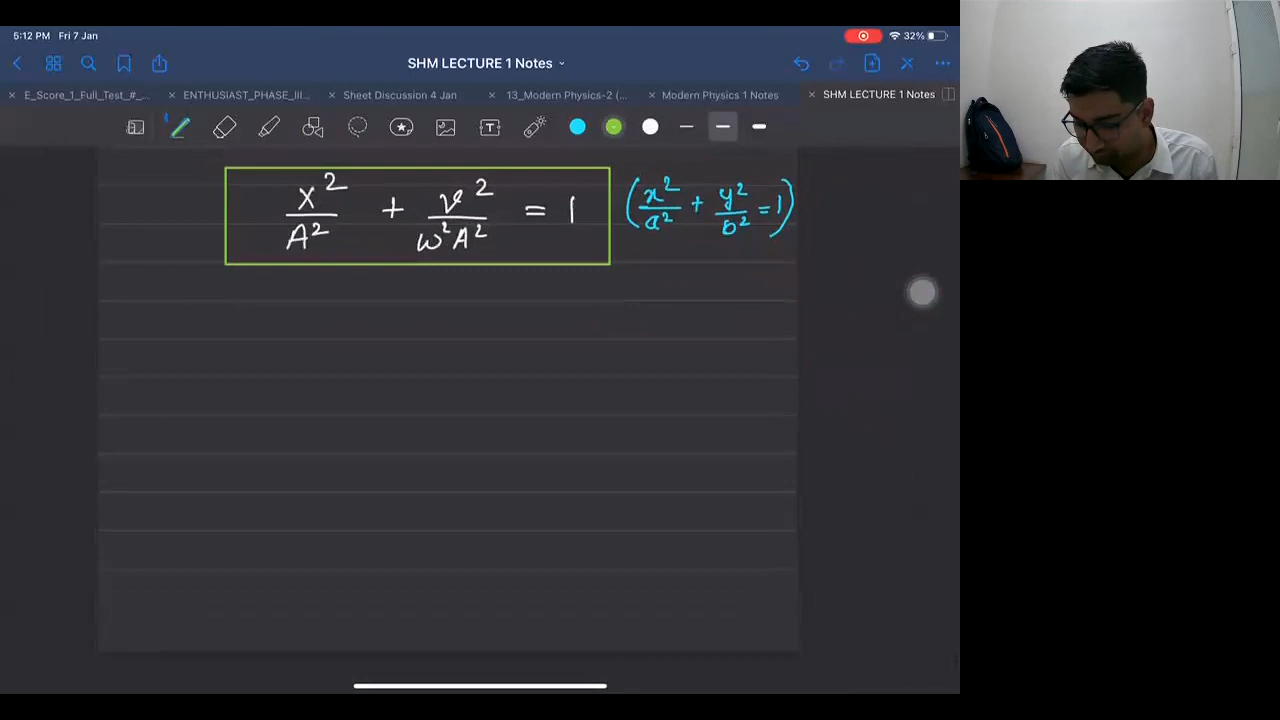 5:12 PM Fri 7 Jan
32%
SHM LECTURE 1 Notes
E_Score_1_Full_Test_#_...
ENTHUSIAST_PHASE_III...
Sheet Discussion 4 Jan
13_Modern Physics-2 (...
Modern Physics 1 Notes
SHM LECTURE 1 Notes
x²/A² + v²/ω²A² = 1 (x²/a² + y²/b² = 1)